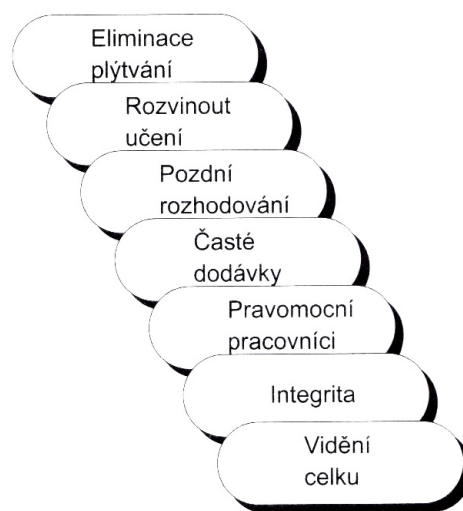 Eliminace
plýtvání
Rozvinout
učení
Pozdní
rozhodování
Časté
dodávky
Pravomocní
pracovníci
Integrita
Vidění
celku